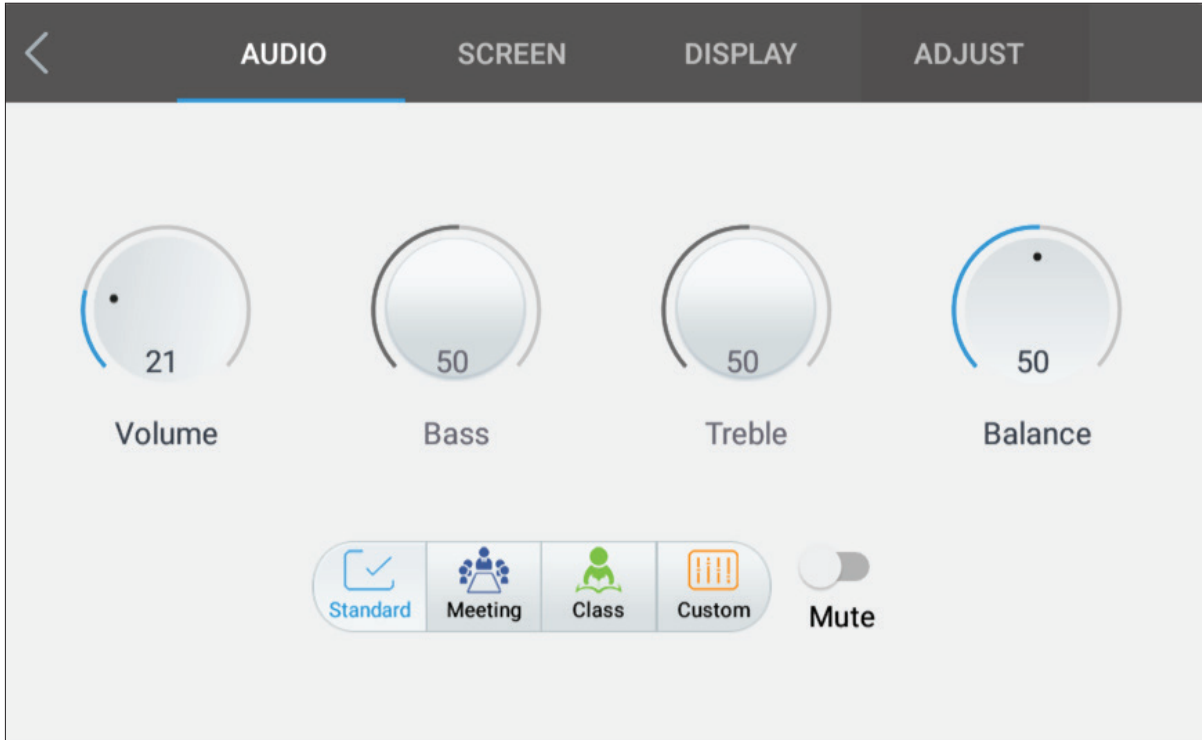 AUDIO SCREEN DISPLAY ADJUST
21 50 50 50
Volume Bass Treble Balance
Standard Meeting Class Custom
Mute